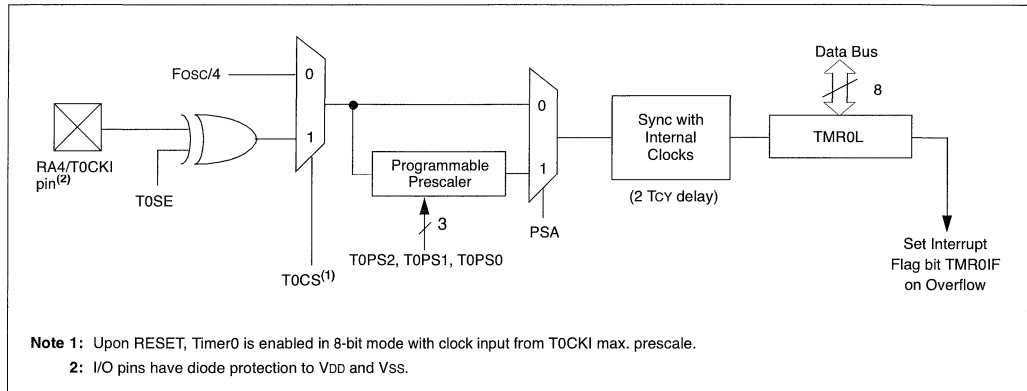 Data Bus
8
FOSC/4
0
1
RA4/T0CKI
pin(2)
T0SE
T0CS(1)
Programmable
Prescaler
3
T0PS2, T0PS1, T0PS0
0
1
PSA
Sync with
Internal
Clocks
(2 TCY delay)
TMR0L
Set Interrupt
Flag bit TMR0IF
on Overflow
Note 1: Upon RESET, Timer0 is enabled in 8-bit mode with clock input from T0CKI max. prescale.
2: I/O pins have diode protection to VDD and VSS.